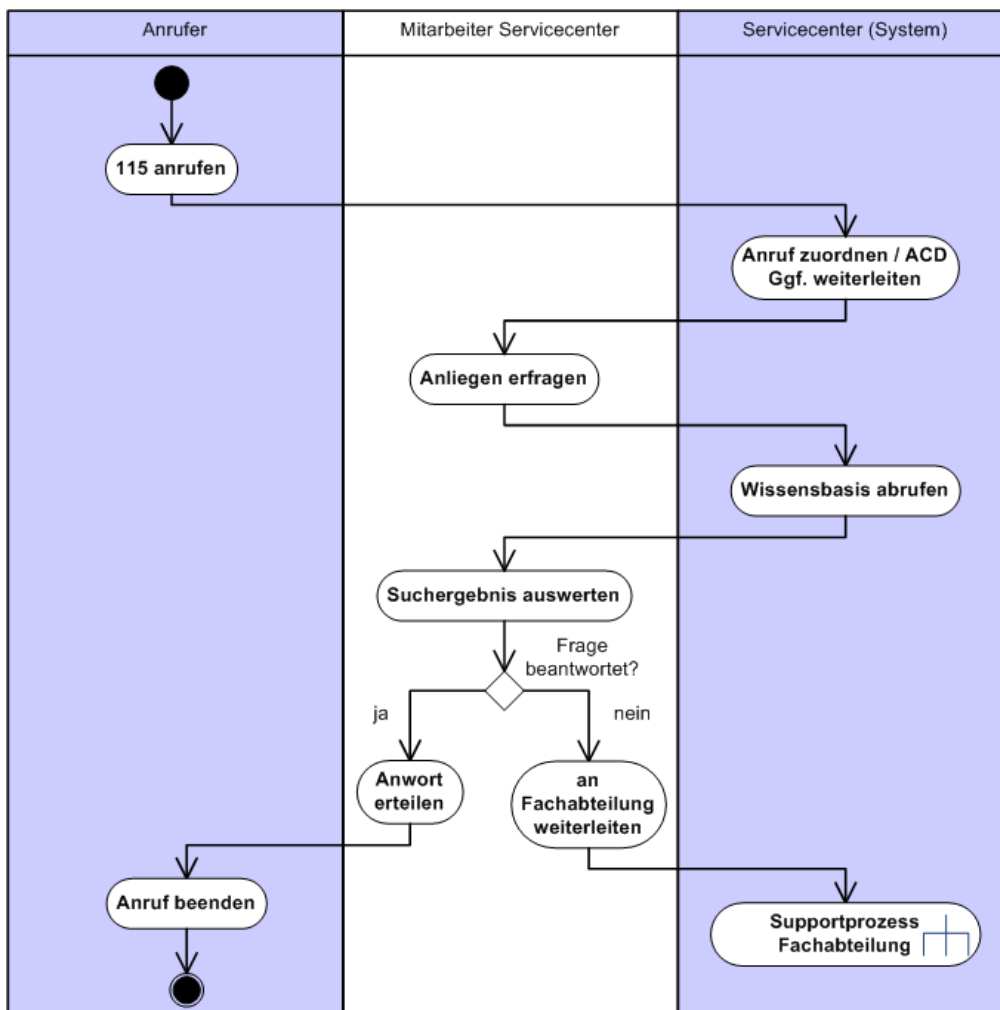 Anrufer
Mitarbeiter Servicecenter
Servicecenter (System)
115 anrufen
Anruf zuordnen / ACD
Ggf. weiterleiten
Anliegen erfragen
Wissensbasis abrufen
Suchergebnis auswerten
Frage
beantwortet?
ja
nein
Anwort
erteilen
an
Fachabteilung
weiterleiten
Anruf beenden
Supportprozess
Fachabteilung